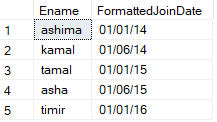 Ename FormattedJoinDate
1 ashima 01/01/14
2 kamal 01/06/14
3 tamal 01/01/15
4 asha 01/06/15
5 timir 01/01/16